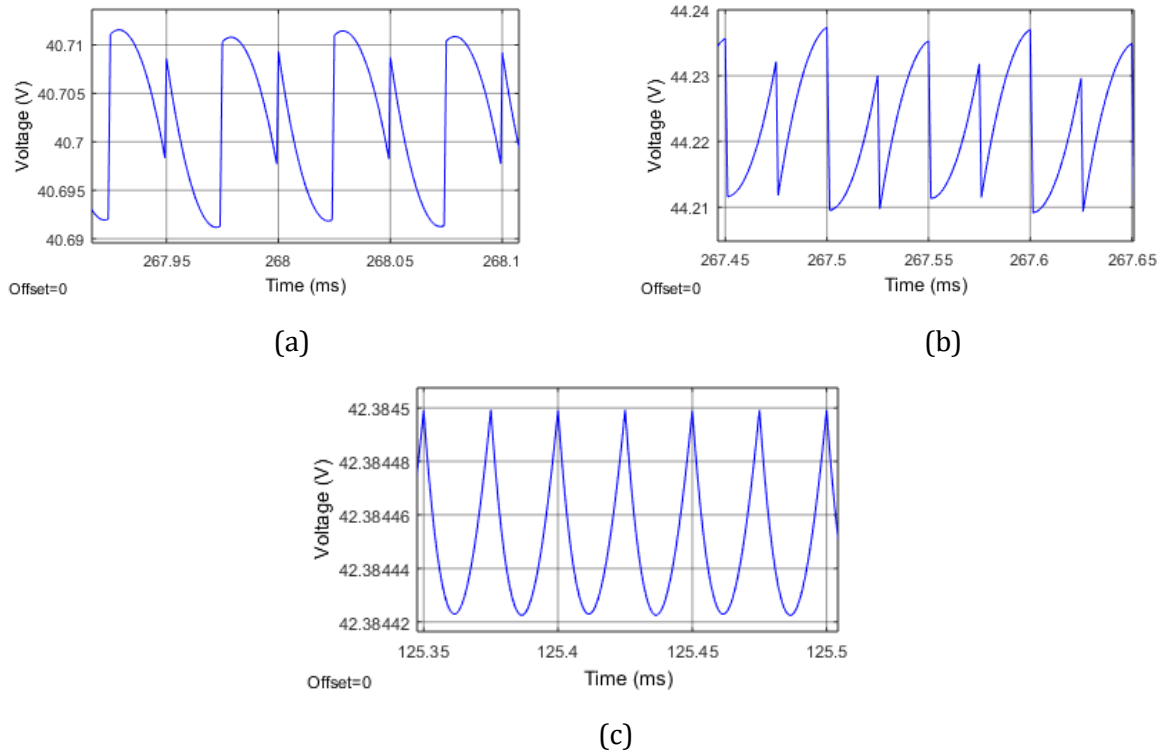 40.71
40.705
40.7
40.695
40.69
Voltage (V)
267.95 268 268.05 268.1
Time (ms)
Offset=0
(a)
44.24
44.23
44.22
44.21
Voltage (V)
267.45 267.5 267.55 267.6 267.65
Time (ms)
Offset=0
(b)
42.3845
42.38448
42.38446
42.38444
42.38442
Voltage (V)
125.35 125.4 125.45 125.5
Time (ms)
Offset=0
(c)